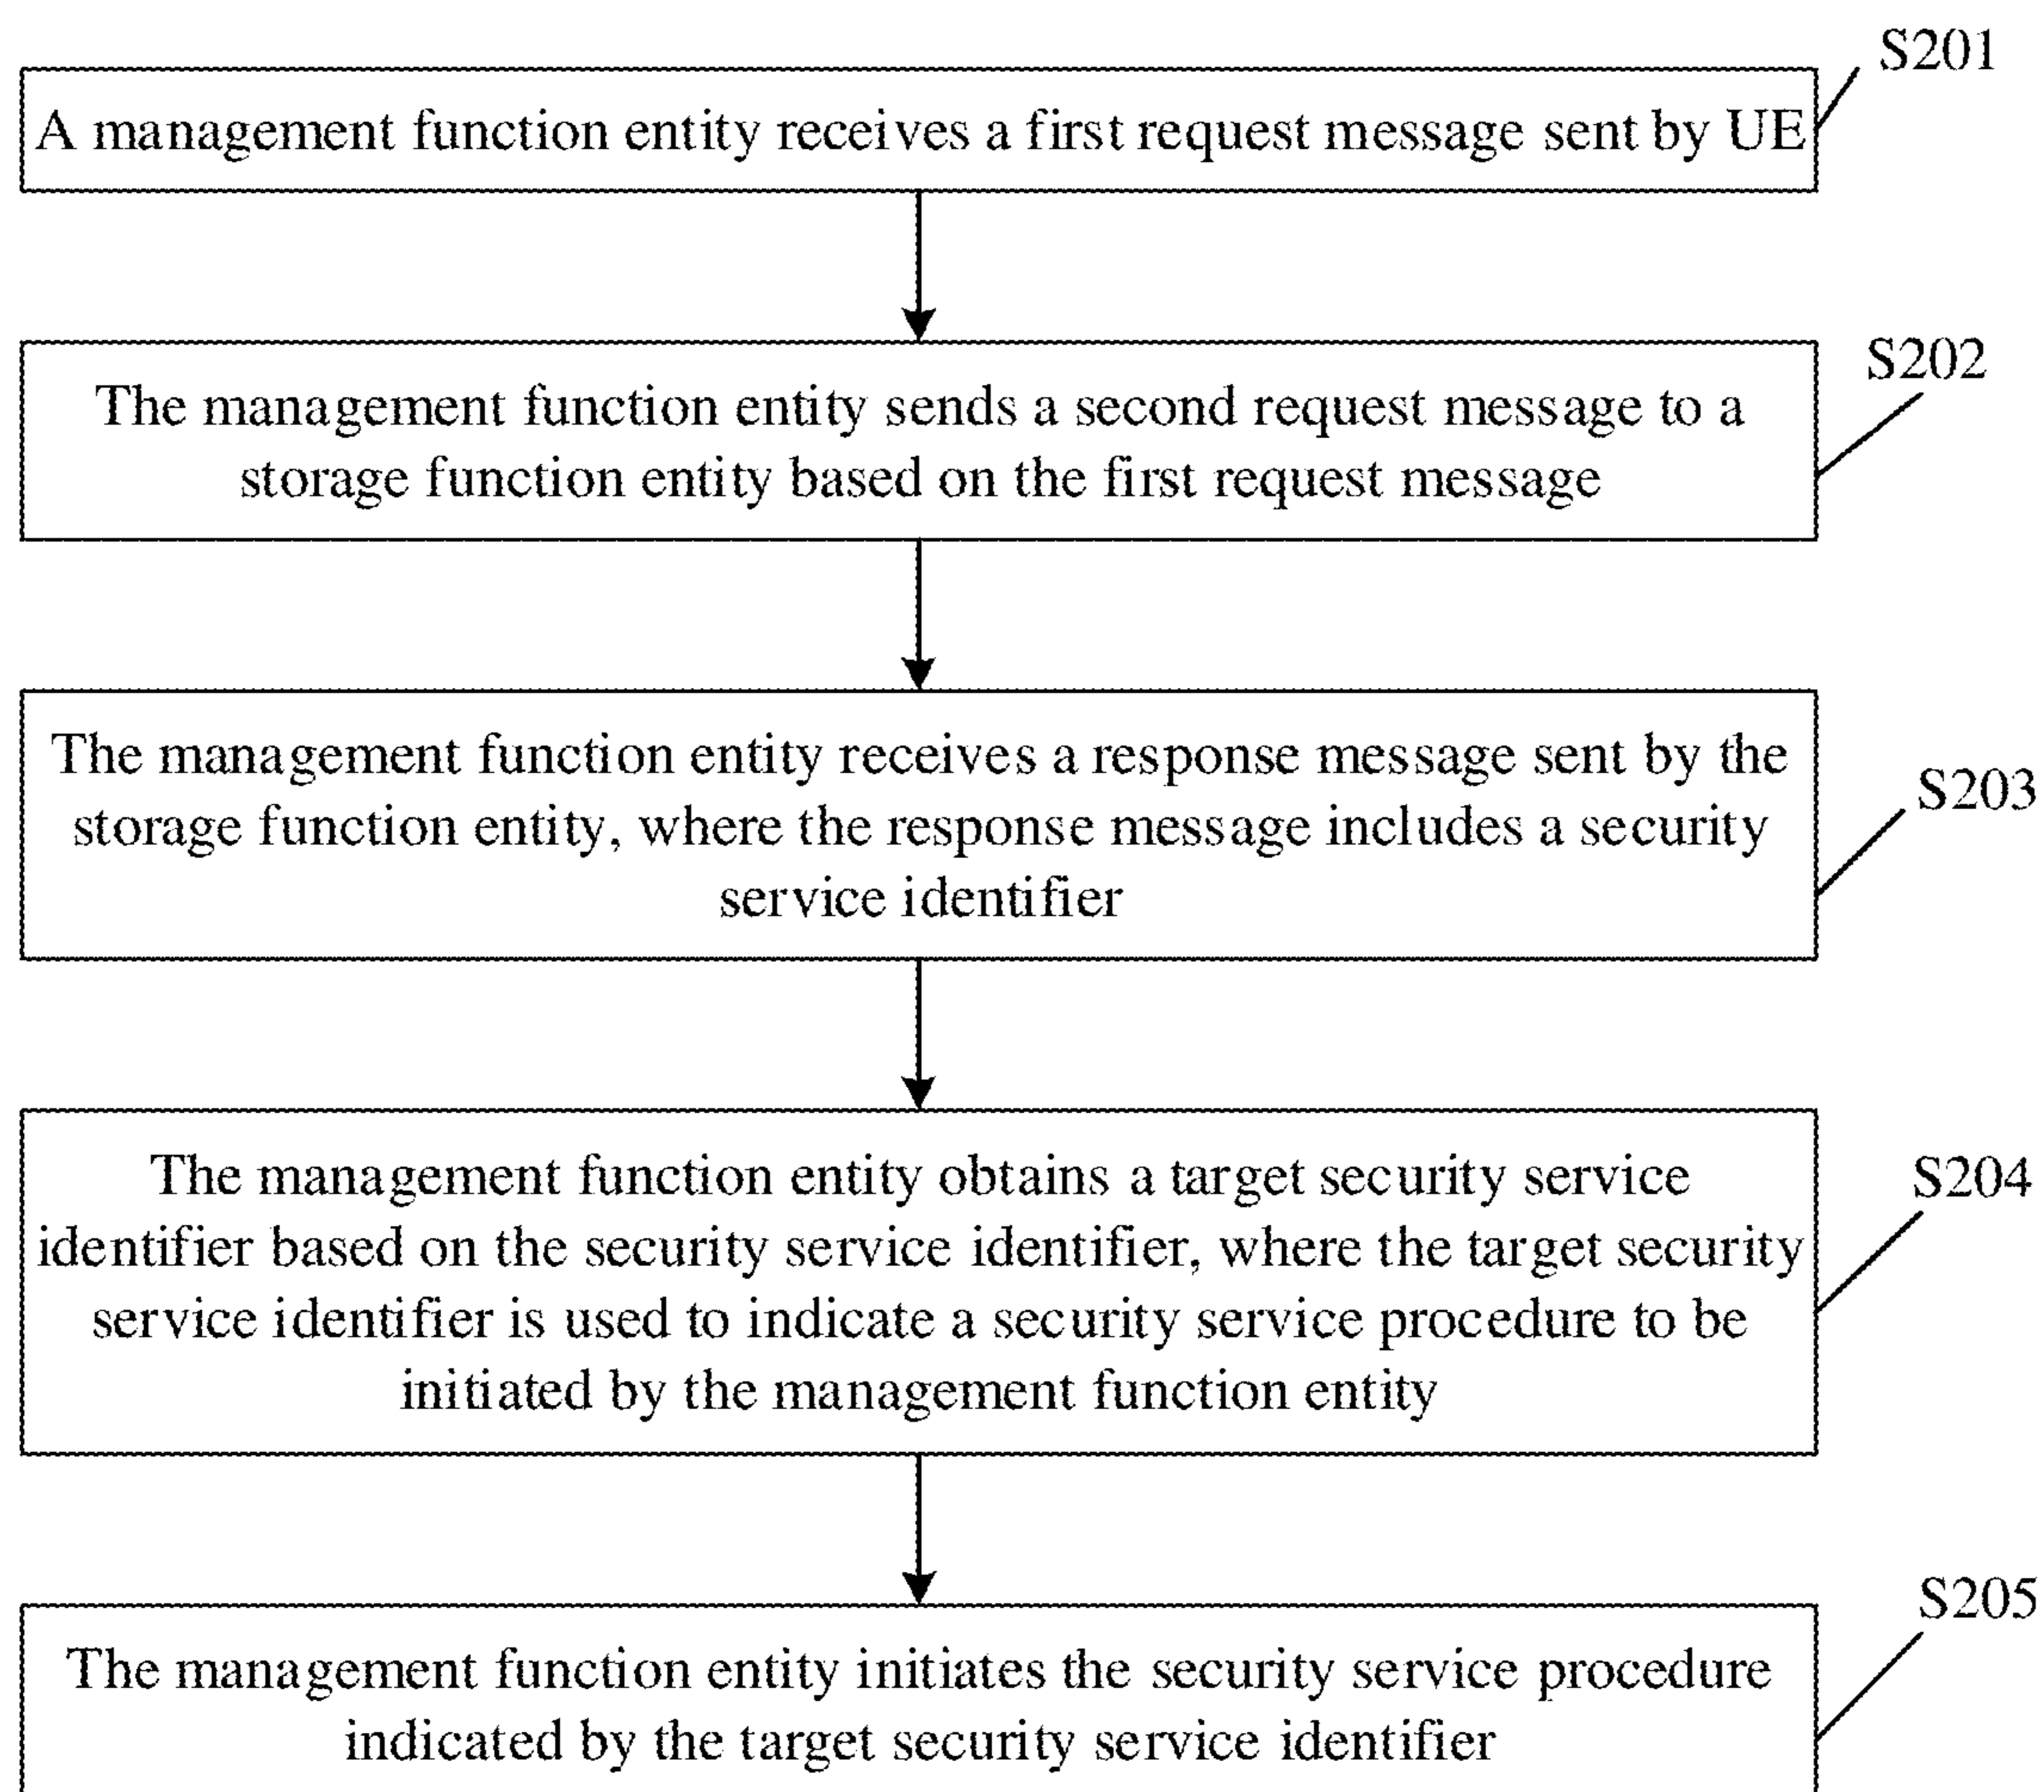 S201
A management function entity receives a first request message sent by UE
S202
The management function entity sends a second request message to a
storage function entity based on the first request message
The management function entity receives a response message sent by the
S203
storage function entity, where the response message includes a security
service identifier
The management function entity obtains a target security service
S204
identifier based on the security service identifier, where the target security
service identifier is used to indicate a security service procedure to be
initiated by the management function entity
S205
The management function entity initiates the security service procedure
indicated by the target security service identifier